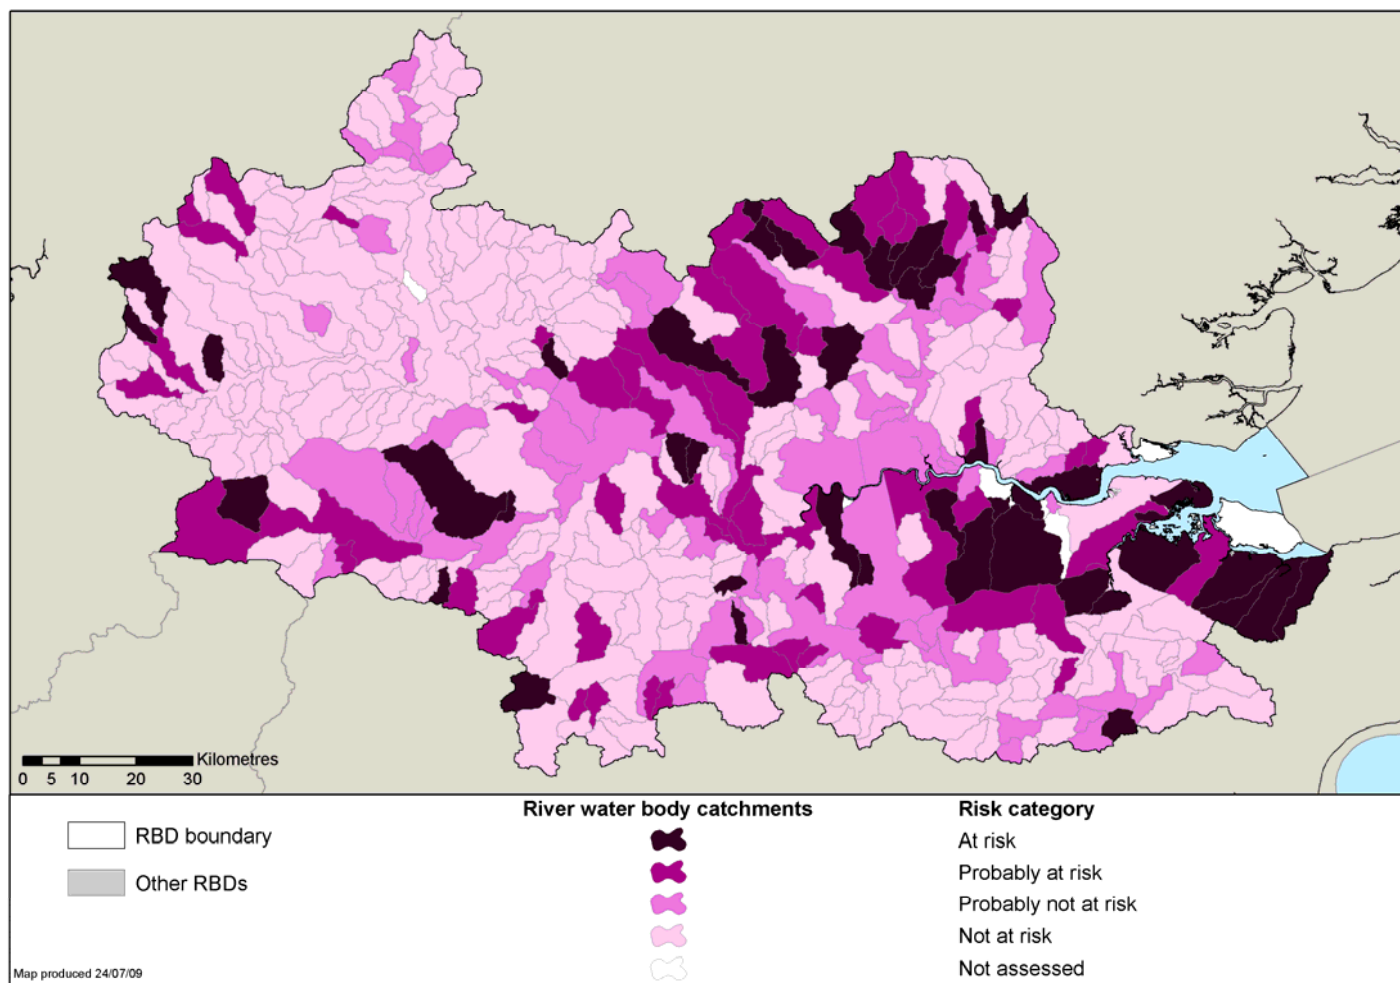 Kilometres
0 5 10 20 30
River water body catchments
Risk category
RBD boundary
At risk
Other RBDs
Probably at risk
Probably not at risk
Not at risk
Not assessed
Map produced 24/07/09